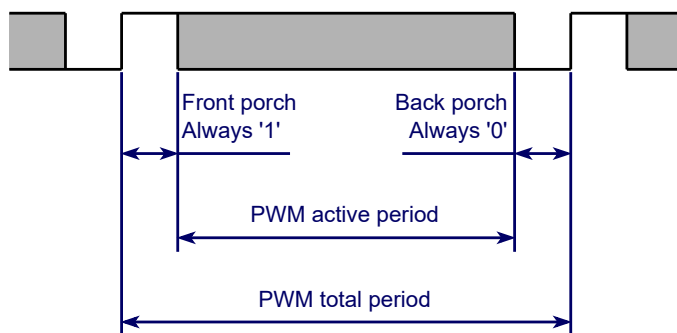 Front porch
Always '1'
Back porch
Always '0'
PWM active period
PWM total period